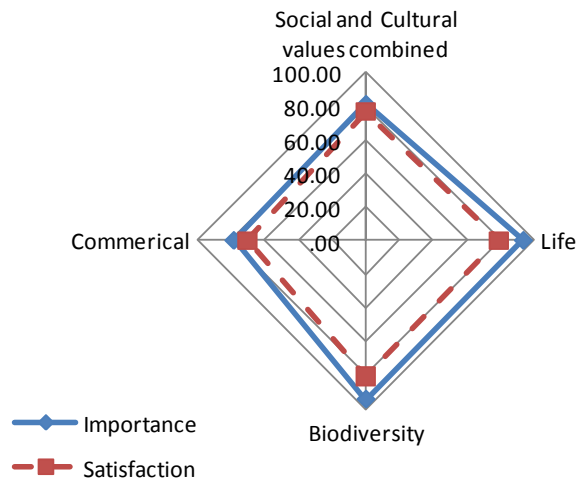 Social and Cultural
values combined
100.00
80.00
60.00
40.00
20.00
.00
Commerical
Life
Biodiversity
Importance
Satisfaction